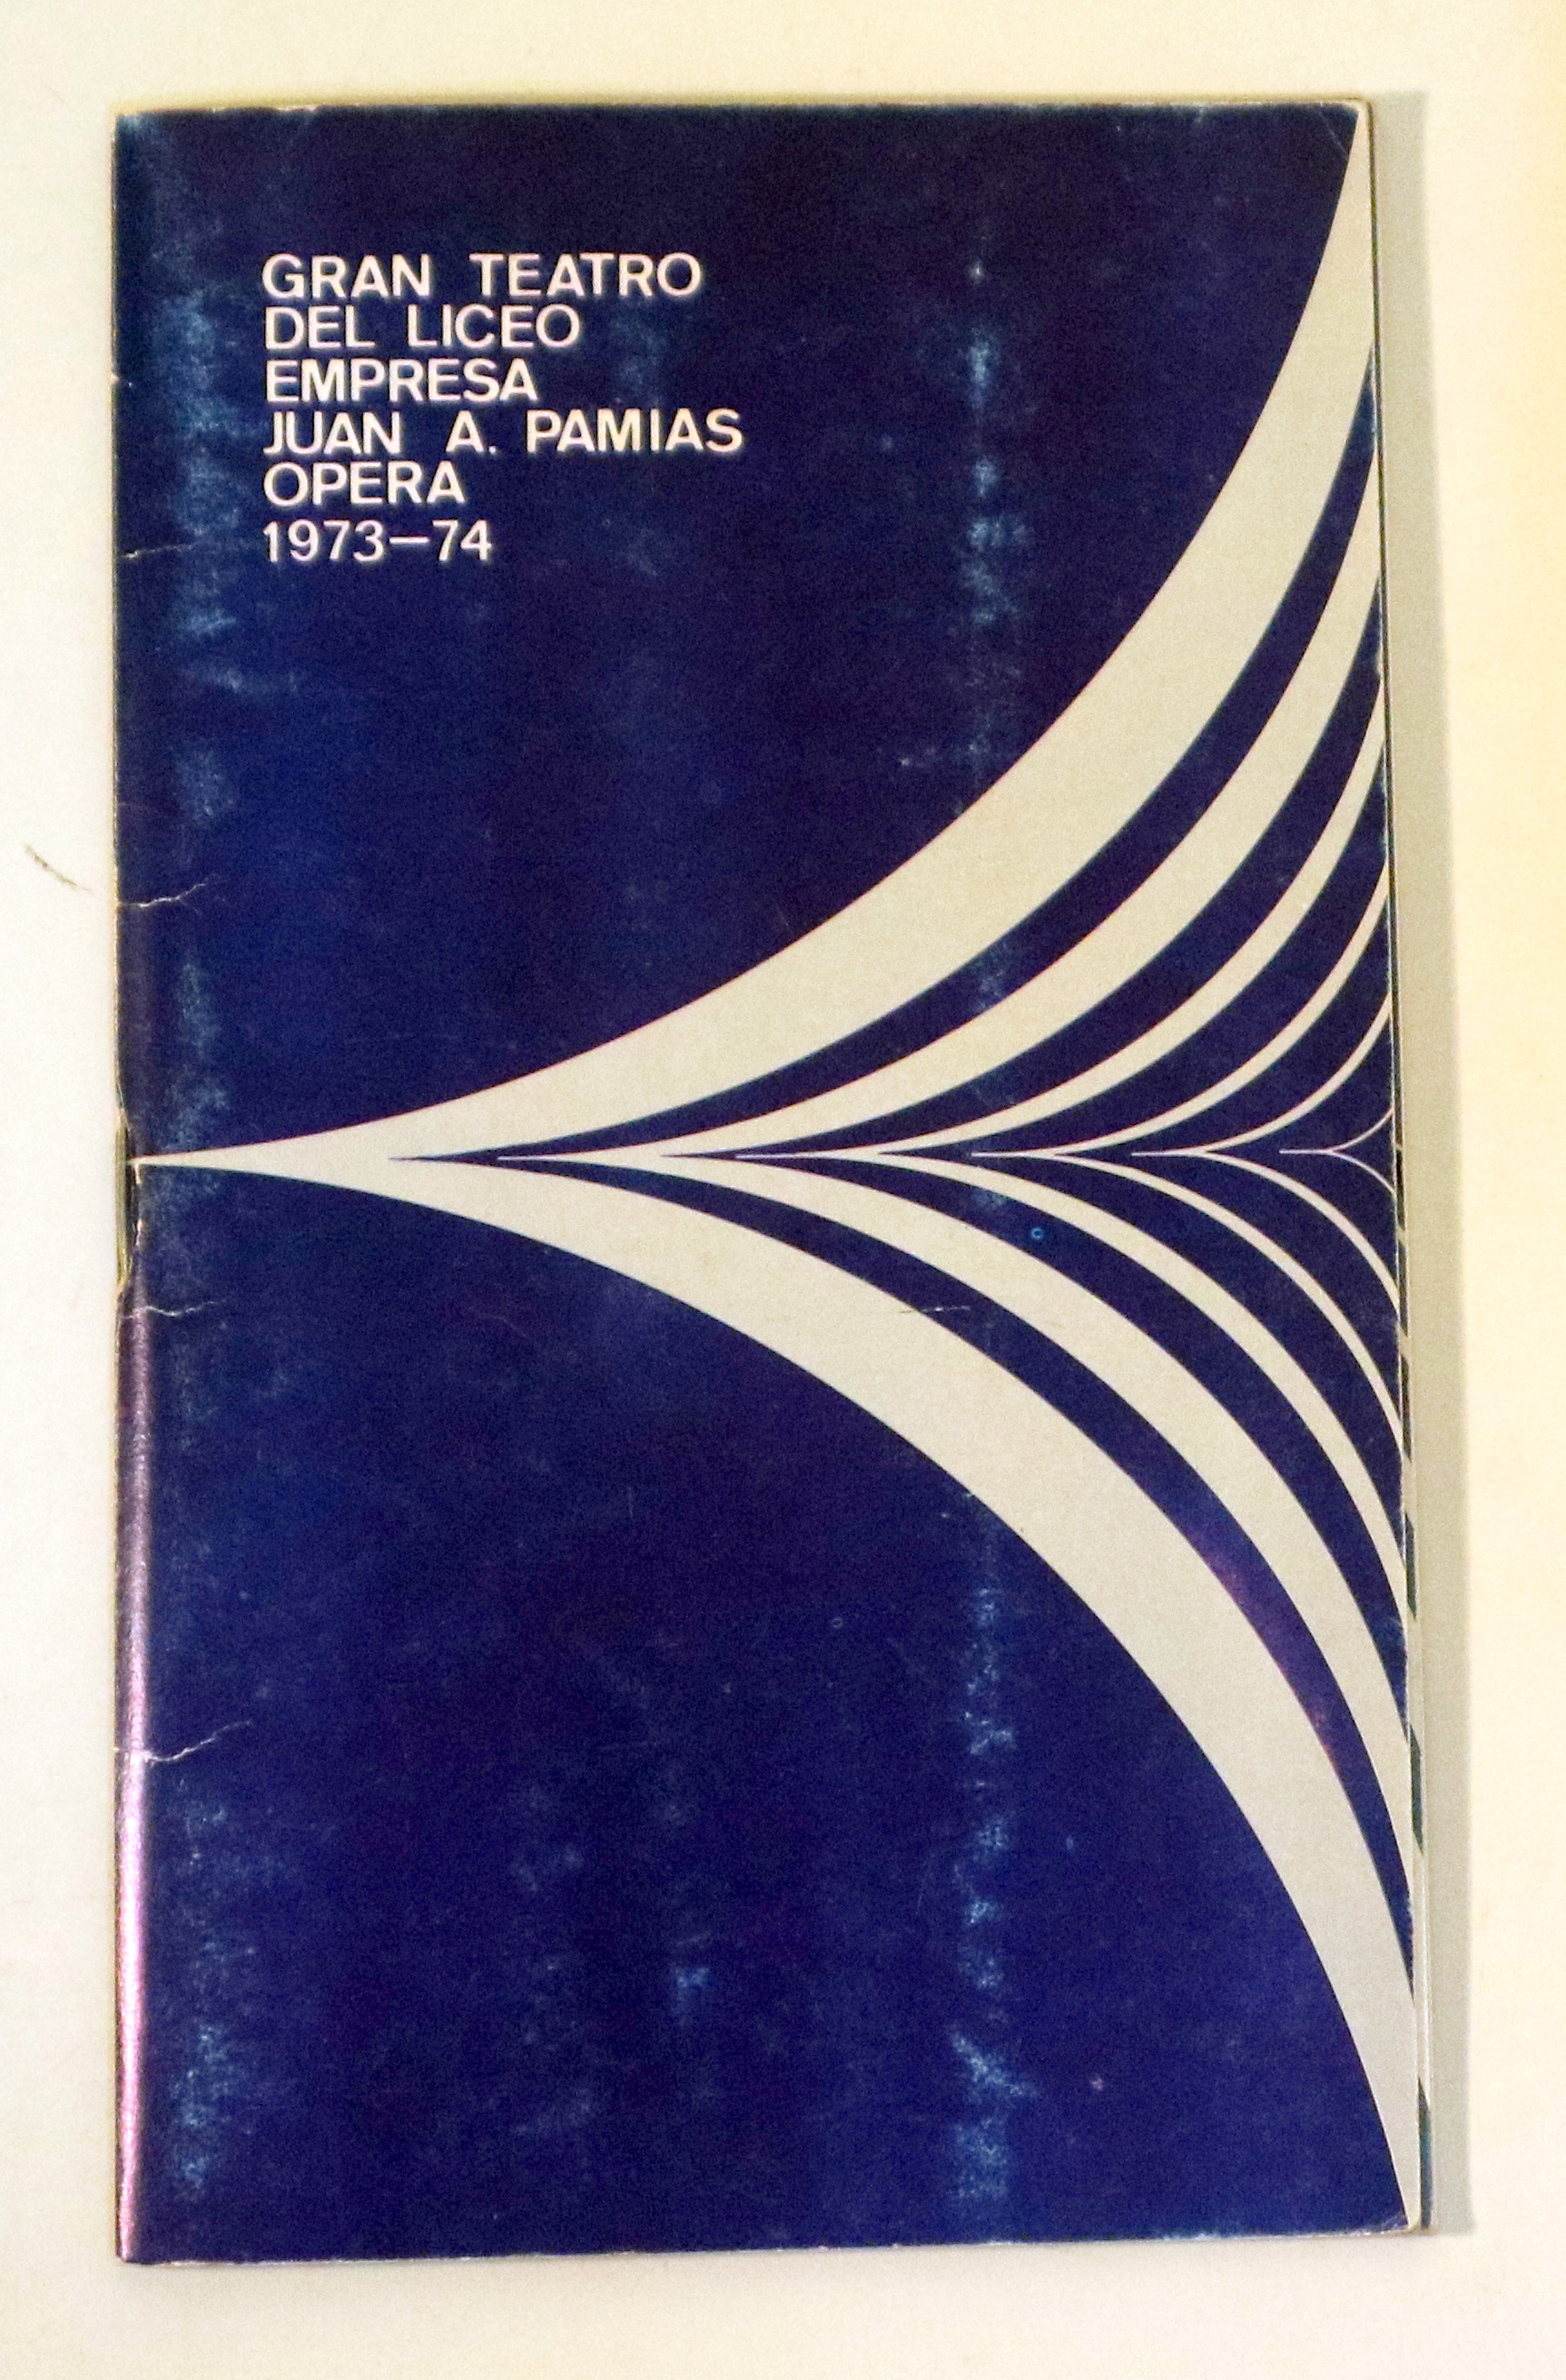 GRAN TEATRO
DEL LICEO
EMPRESA
JUAN A. PAMIAS
OPERA
1973—74